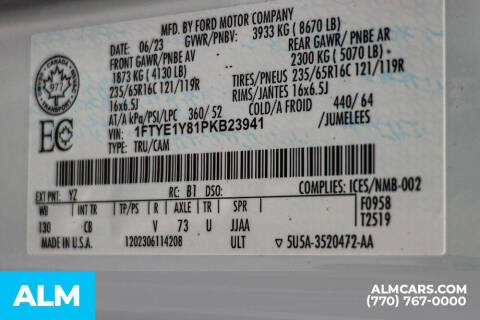 MFD. BY FORD MOTOR COMPANY
DATE: 06/23 GVWR/PNBV: 3933 KG ( 8670 LB)
FRONT GAWR/PNBE AV REAR GAWR/ PNBE AR
1873 KG ( 4130 LB) 2300 KG ( 5070 LB)
235/65R16C 121/119R TIRES/PNEUS 235/65R16C 121/119R
16x6.5J RIMS/JANTES 16x6.5J
AT/A kPa/PSI/LPC 360/ 52 COLD/A FROID 440/ 64
VIN: 1FTYE1Y81PKB23941 /JUMELEES
TYPE: TRU/CAM
CANADA
971
TRANSPORT
EC
EXT PNT: YZ RC: B1 DSO: COMPLIES: ICES/NMB-002
WB INT TR TP/PS R AXLE TR SPR F0958
130 CB V 73 U JJAA T2519
MADE IN U.S.A. 1202306114208 ULT ▽ 5U5A-3520472-AA
ALM
ALMCARS.COM
(770) 767-0000